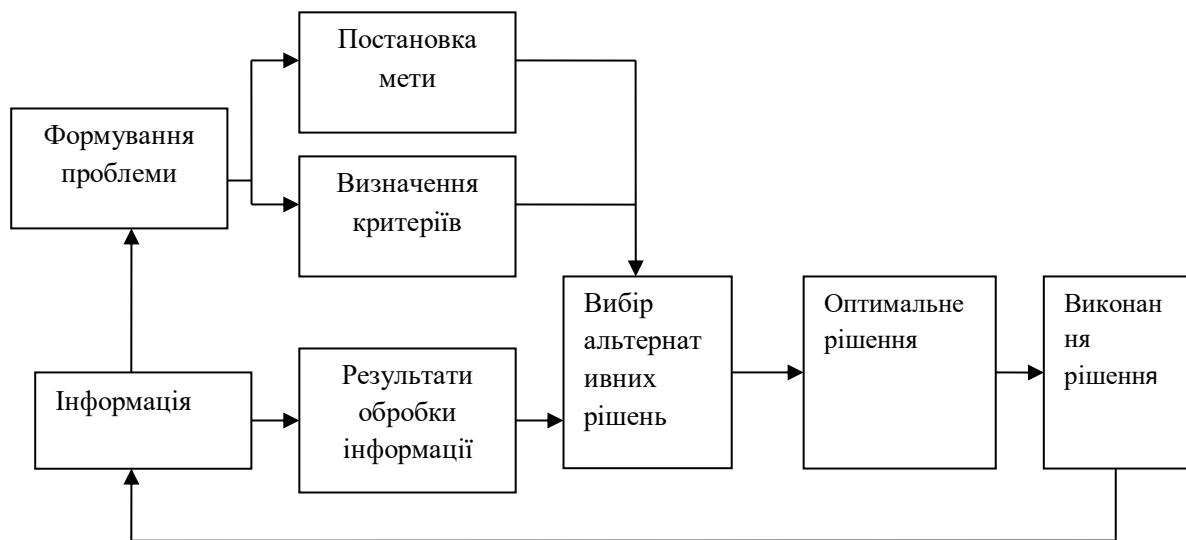 Постановка
мети
Формування
проблеми
Визначення
критеріїв
Інформація
Результати
обробки
інформації
Вибір
альтернат
ивних
рішень
Оптимальне
рішення
Виконан
ня
рішення